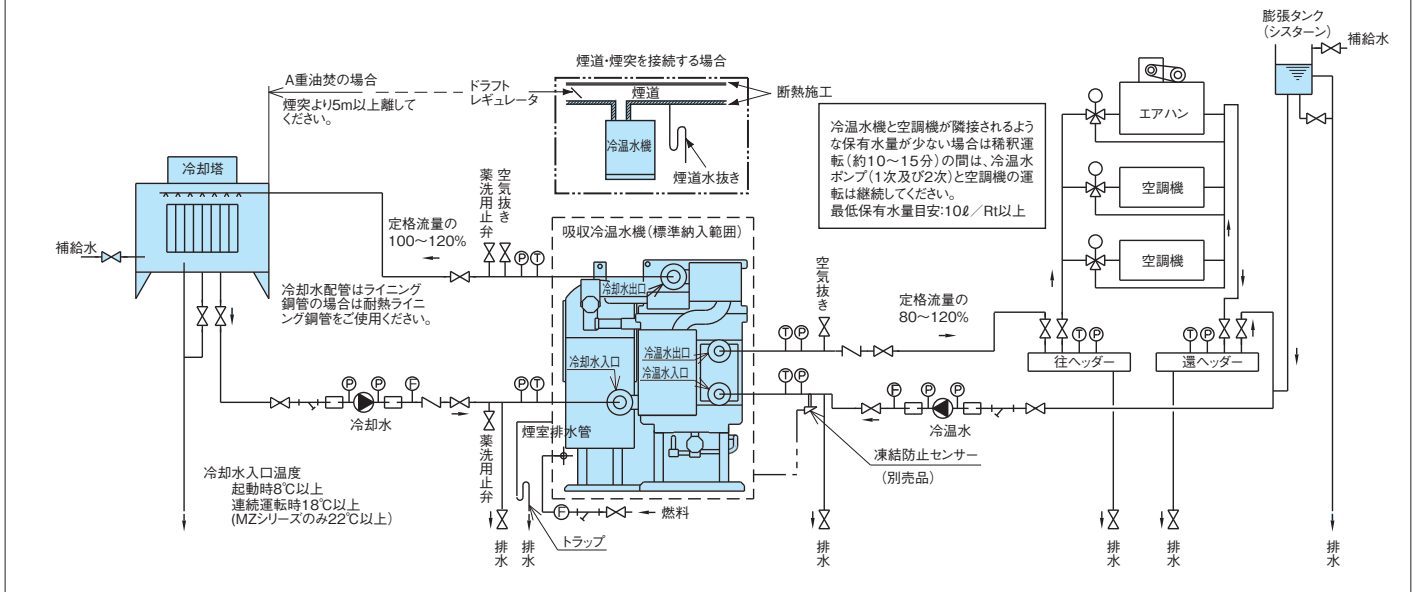 膨張タンク
(シスターン)
補給水
煙道・煙突を接続する場合
A重油焚の場合
煙突より5m以上離して
ください。
ドラフト
レギュレータ
煙道
断熱施工
冷温水機
煙道水抜き
冷温水機と空調機が隣接されるよう
な保有水量が少ない場合は稀釈運
転(約10〜15分)の間は、冷温水
ポンプ(1次及び2次)と空調機の運
転は継続してください。
最低保有水量目安:10ℓ/Rt以上
エアハン
空調機
空調機
冷却塔
補給水
定格流量の
100〜120%
薬洗用止弁
空気抜き
P
T
吸収冷温水機(標準納入範囲)
冷却水出口
冷却水入口
冷温水出口
冷温水入口
冷却水配管はライニング
鋼管の場合は耐熱ライニ
ング鋼管をご使用ください。
空気抜き
定格流量の
80〜120%
T
P
T
P
T
P
往ヘッダー
還ヘッダー
P
P
F
P
T
冷却水
T
P
F
P
P
冷温水
薬洗用止弁
煙室排水管
凍結防止センサー
(別売品)
冷却水入口温度
起動時8℃以上
連続運転時18℃以上
(MZシリーズのみ22℃以上)
F
燃料
トラップ
排水
排水
排水
排水
排水
排水